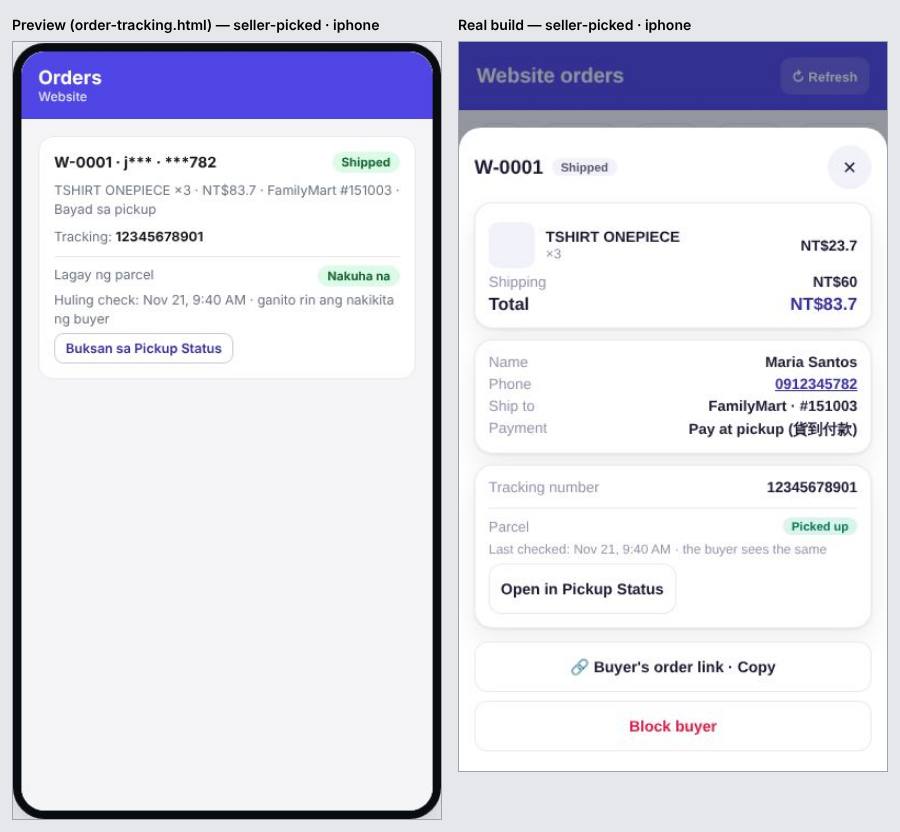 Preview (order-tracking.html) — seller-picked · iphone
Orders
Website
W-0001 · j*** · ***782
Shipped
TSHIRT ONEPIECE ×3 · NT$83.7 · FamilyMart #151003 ·
Bayad sa pickup
Tracking: 12345678901
Lagay ng parcel
Nakuha na
Huling check: Nov 21, 9:40 AM · ganito rin ang nakikita
ng buyer
Buksan sa Pickup Status
Real build — seller-picked · iphone
Website orders
↻ Refresh
W-0001
Shipped
✕
TSHIRT ONEPIECE
×3
NT$23.7
Shipping
NT$60
Total
NT$83.7
Name
Maria Santos
Phone
0912345782
Ship to
FamilyMart · #151003
Payment
Pay at pickup (貨到付款)
Tracking number
12345678901
Parcel
Picked up
Last checked: Nov 21, 9:40 AM · the buyer sees the same
Open in Pickup Status
🔗 Buyer's order link · Copy
Block buyer